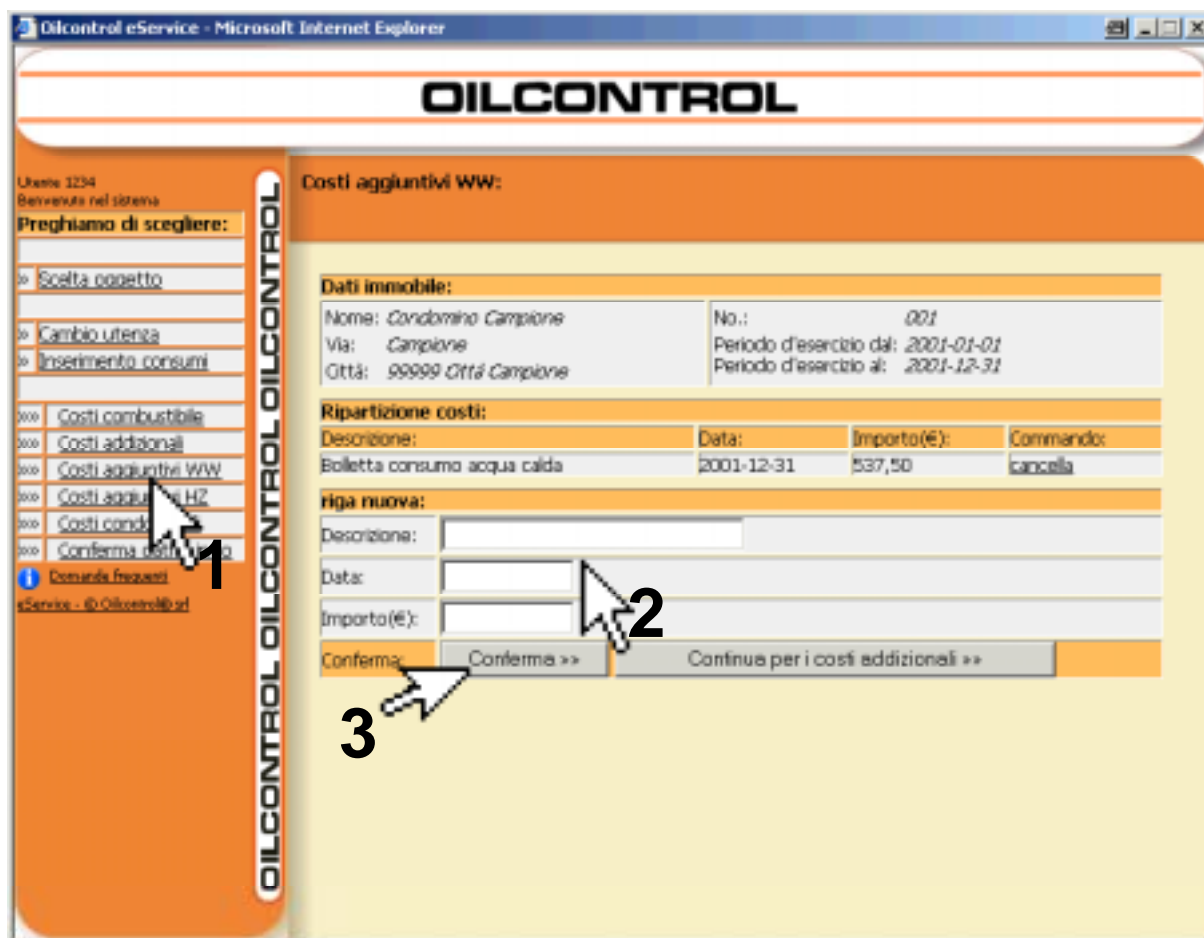 Oilcontrol eService - Microsoft Internet Explorer
OILCONTROL
Utente 1234
Benvenuto nel sistema
Preghiamo di scegliere:
» Scelta oggetto
» Cambio utenza
» Inserimento consumi
»»» Costi combustibile
»»» Costi addizionali
»»» Costi aggiuntivi WW
»»» HZ
»»» Costi
»»» Conferma
1
i Domande frequenti
eService - © Oilcontrol® srl
OILCONTROL OILCONTROL OILCONTROL OILCONTROL
Costi aggiuntivi WW:
Dati immobile:
Nome: Condomino Campione No.: 001
Via: Campione Periodo d'esercizio dal: 2001-01-01
Città: 99999 Città Campione Periodo d'esercizio al: 2001-12-31
Ripartizione costi:
Descrizione: Data: Importo(€): Commando:
Bolletta consumo acqua calda 2001-12-31 537,50 cancella
riga nuova:
Descrizione:
Data:
2
Importo(€):
Conferma: Conferma >> Continua per i costi addizionali >>
3